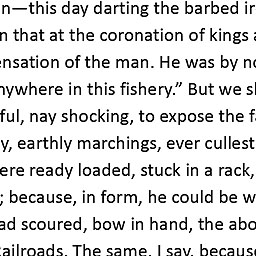 n—this day darting the barbed ir
n that at the coronation of kings a
ensation of the man. He was by no
nywhere in this fishery.” But we sh
ful, nay shocking, to expose the fa
y, earthly marchings, ever cullest
ere ready loaded, stuck in a rack,
; because, in form, he could be w
ad scoured, bow in hand, the abo
Railroads. The same, I say, because